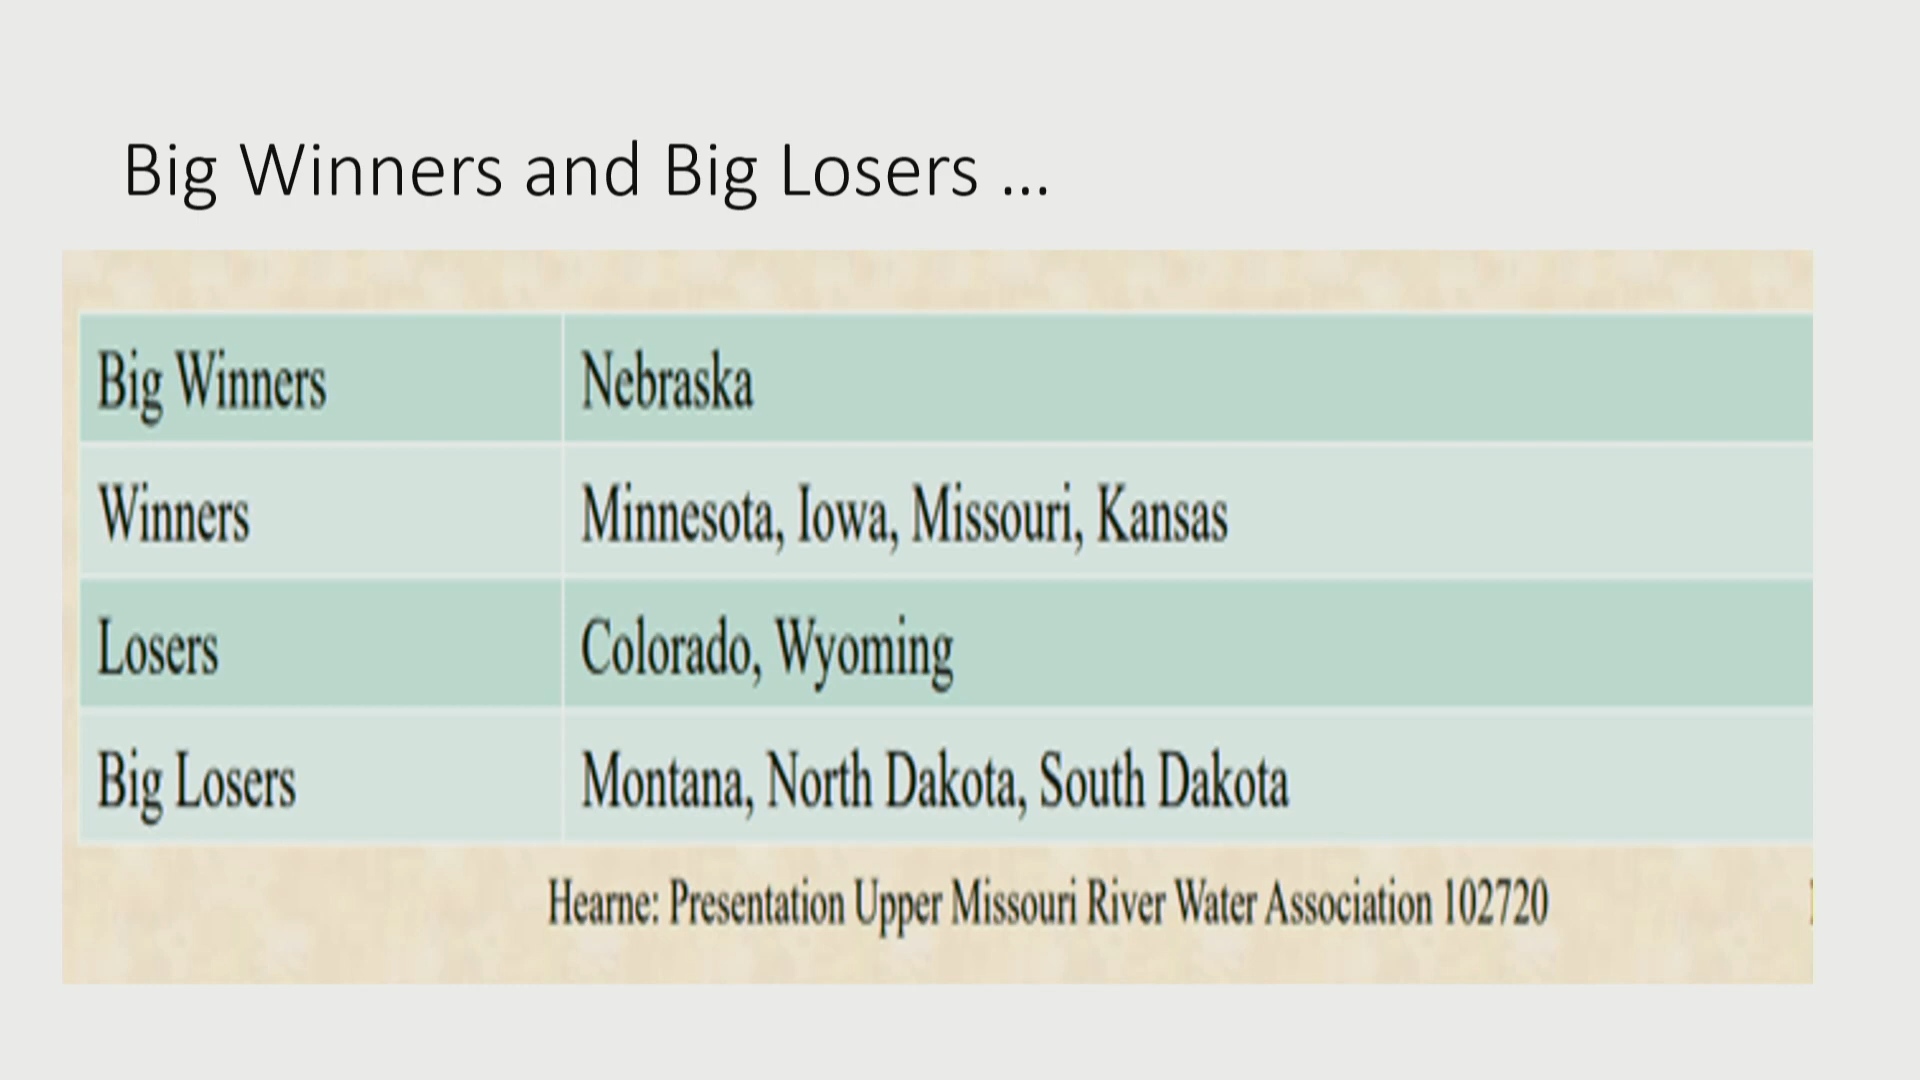 Big Winners and Big Losers ...
Big Winners
Nebraska
Winners
Minnesota, Iowa, Missouri, Kansas
Losers
Colorado, Wyoming
Big Losers
Montana, North Dakota, South Dakota
Hearne: Presentation Upper Missouri River Water Association 102720